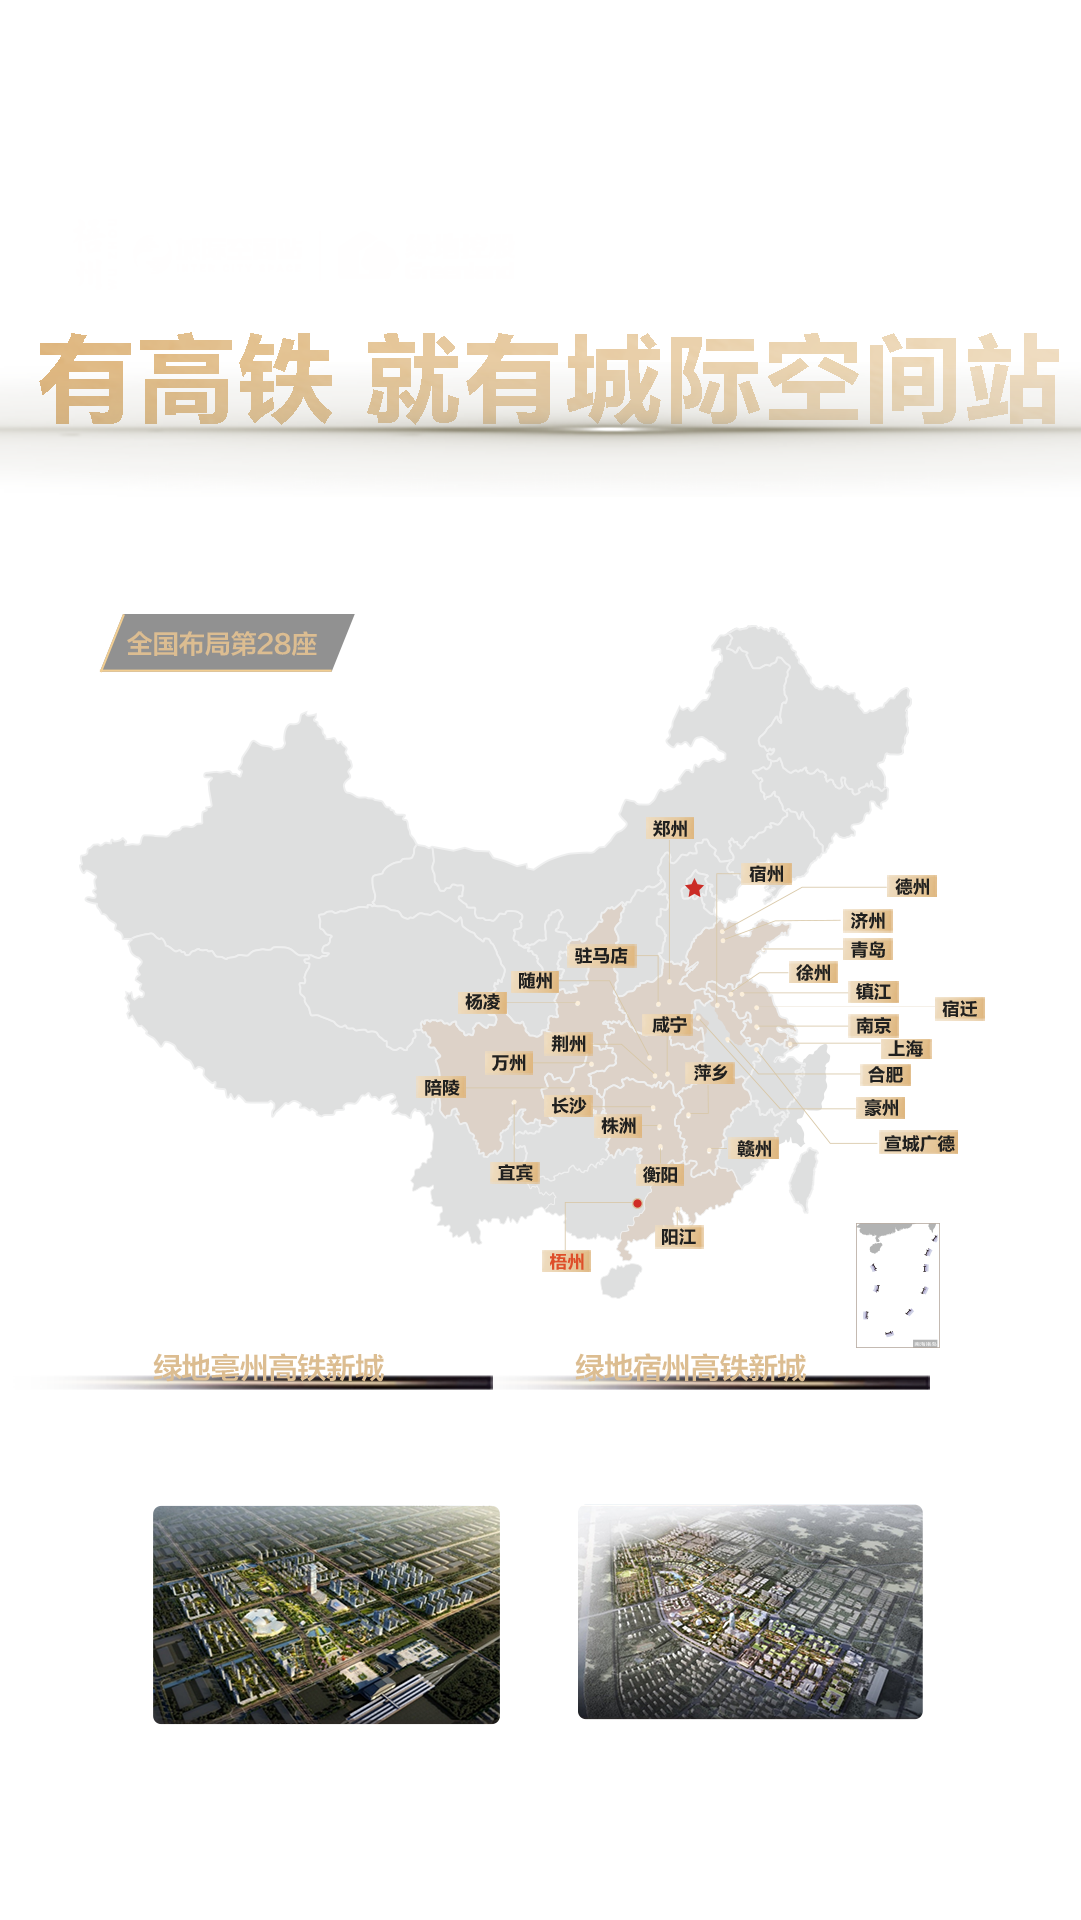 有高铁 就有城际空间站
全国布局第28座
郑州
宿州
德州
济州
青岛
驻马店
徐州
随州
镇江
杨凌
宿迁
咸宁
南京
荆州
上海
万州
萍乡
合肥
陪陵
长沙
豪州
株洲
宣城广德
赣州
宜宾
衡阳
阳江
梧州
绿地亳州高铁新城
绿地宿州高铁新城